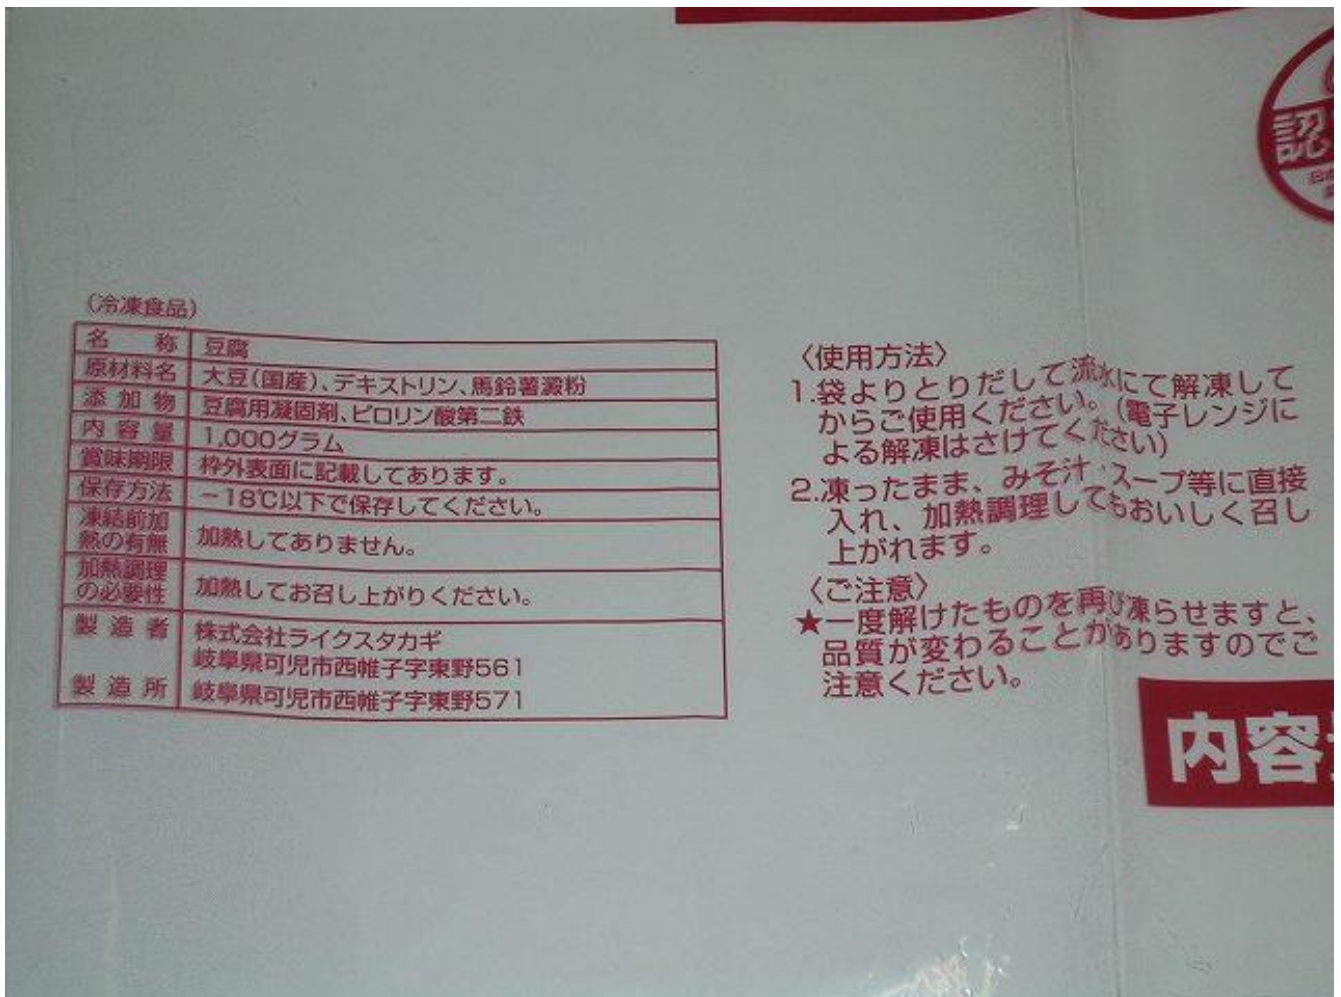 (冷凍食品)
名 称 豆腐
原材料名 大豆(国産)、デキストリン、馬鈴薯澱粉
添加物 豆腐用凝固剤、ピロリン酸第二鉄
内容量 1,000グラム
賞味期限 枠外表面に記載してあります。
保存方法 －18℃以下で保存してください。
凍結前加
熱の有無 加熱してありません。
加熱調理
の必要性 加熱してお召し上がりください。
製造者 株式会社ライクスタカギ
岐阜県可児市西帷子字東野561
製造所 岐阜県可児市西帷子字東野571
〈使用方法〉
1.袋よりとりだして流水にて解凍して
からご使用ください。(電子レンジに
よる解凍はさけてください)
2.凍ったまま、みそ汁・スープ等に直接
入れ、加熱調理してもおいしく召し
上がれます。
〈ご注意〉
★一度解けたものを再び凍らせますと、
品質が変わることがありますのでご
注意ください。
認
内容